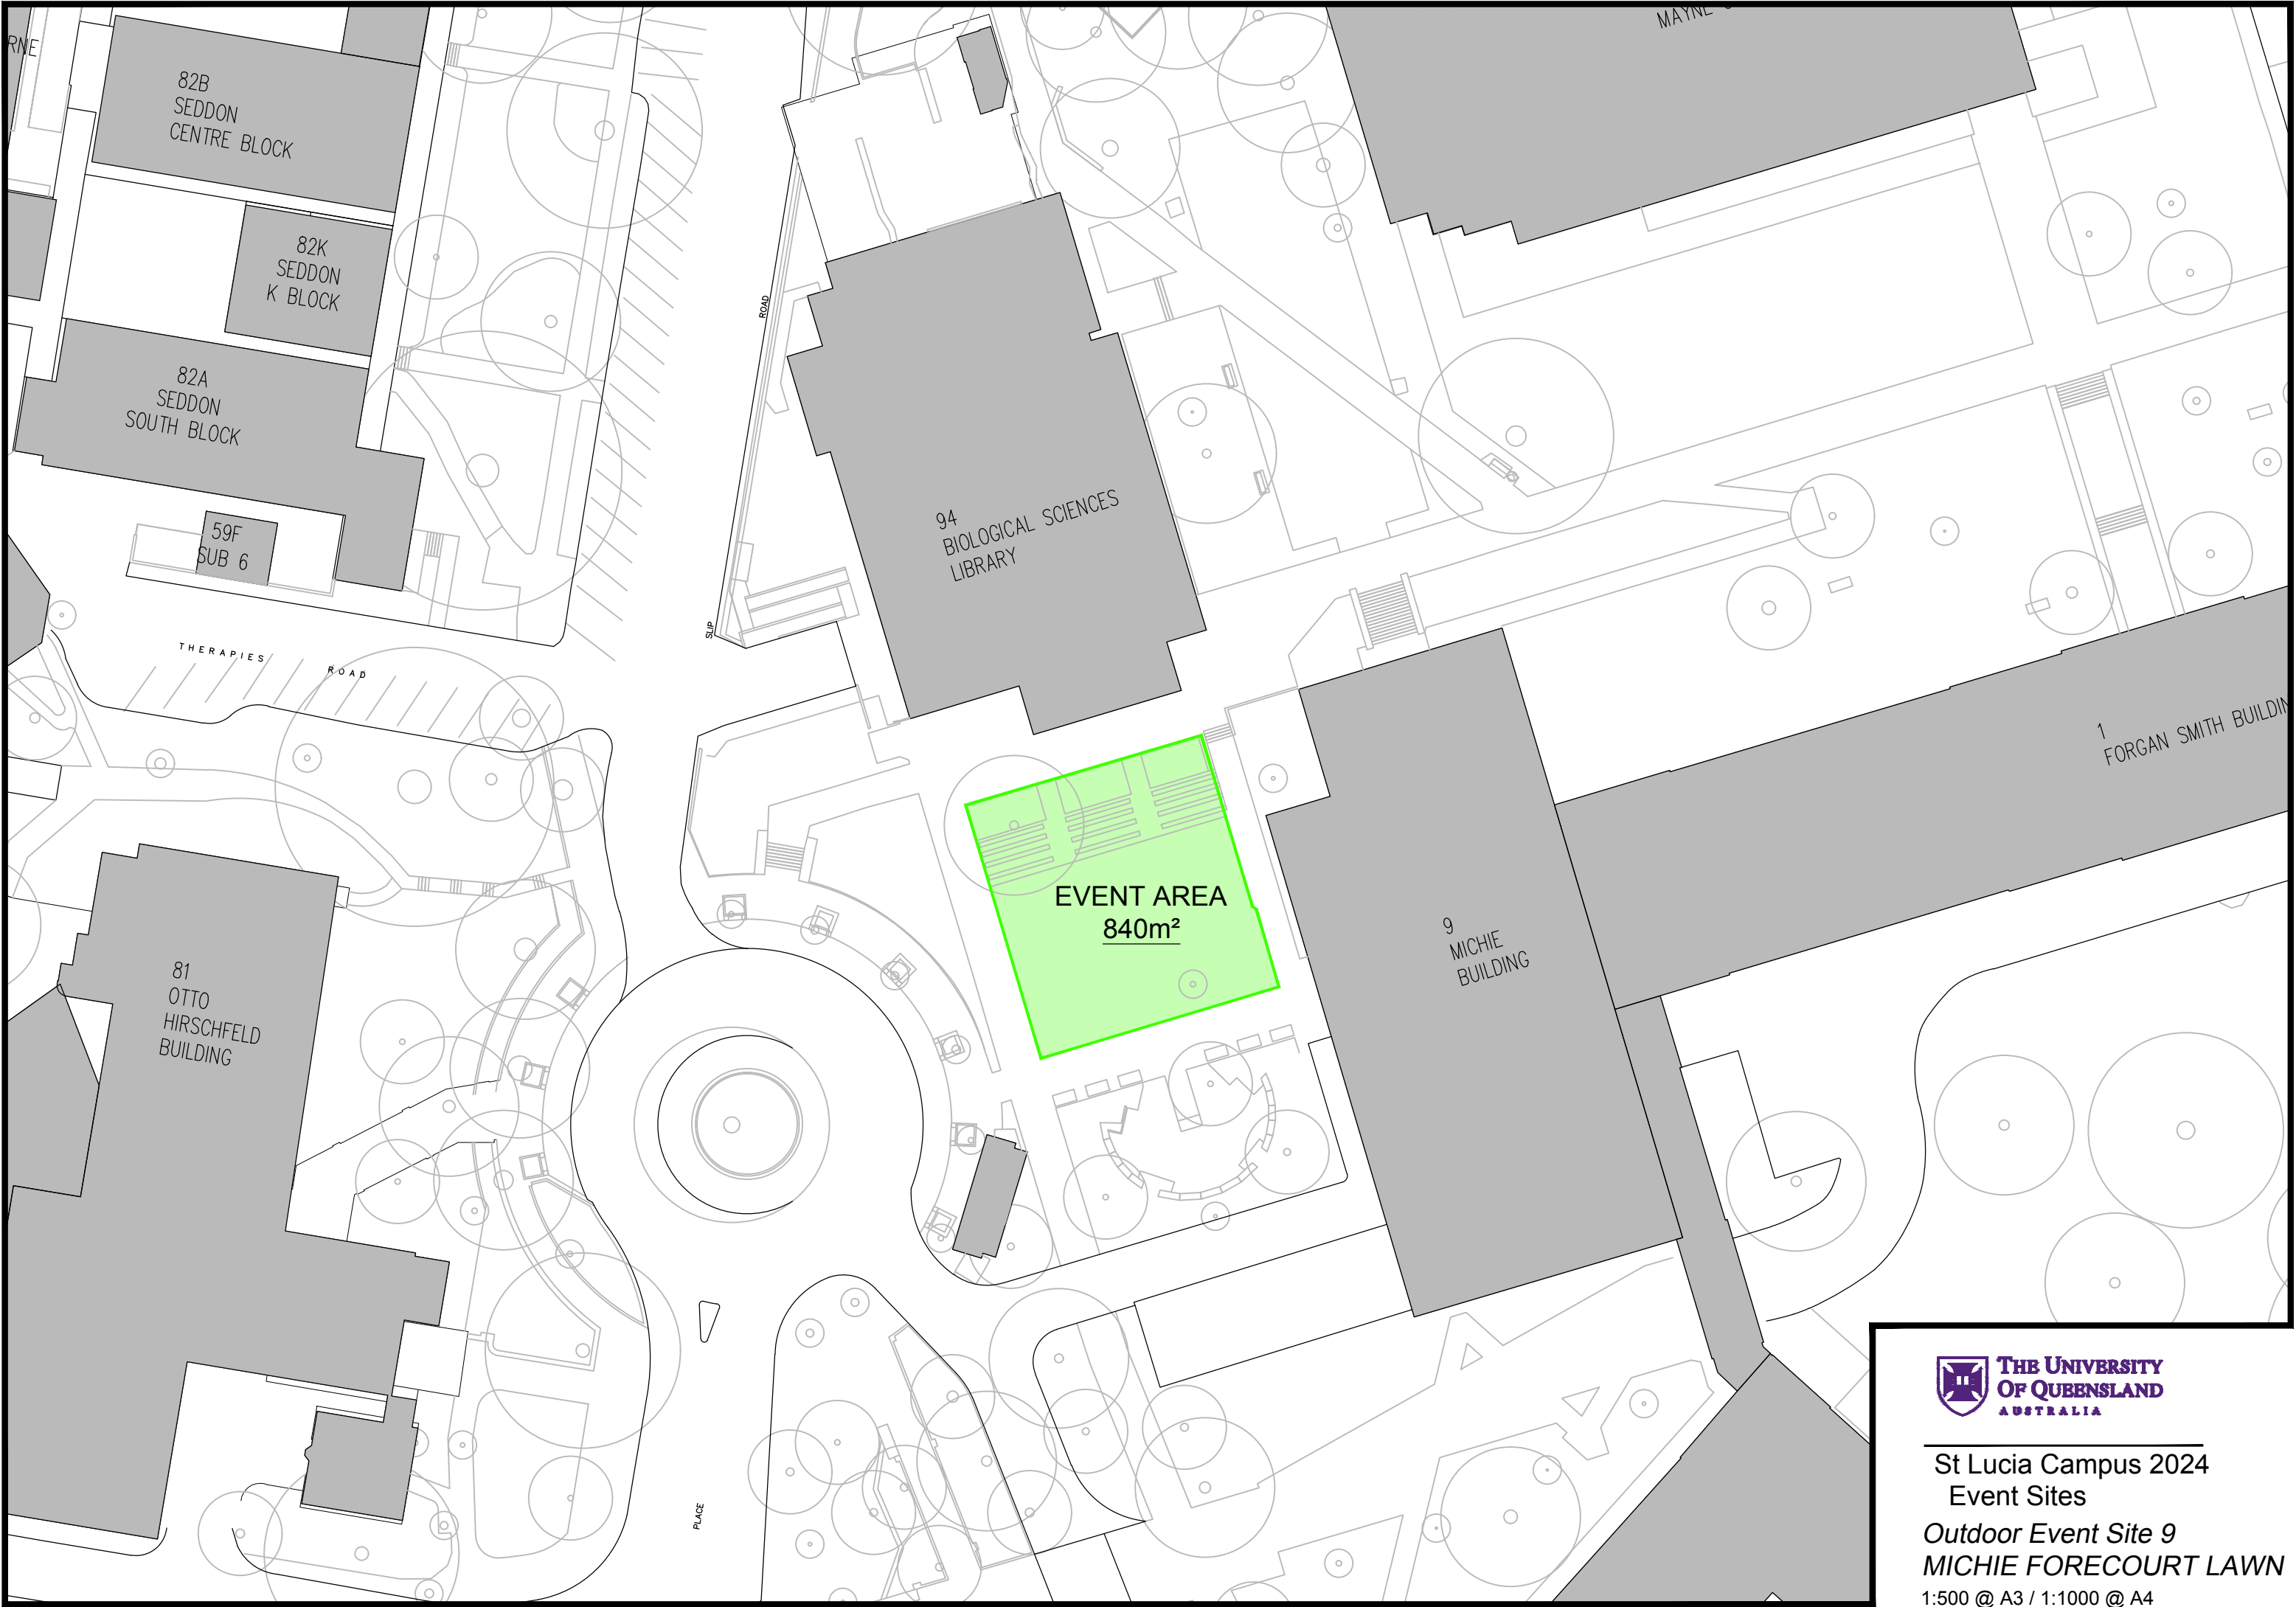 RNE
82B
SEDDON
CENTRE BLOCK
MAYNE
82K
SEDDON
K BLOCK
82A
SEDDON
SOUTH BLOCK
59F
SUB 6
THERAPIES ROAD
SLIP ROAD
94
BIOLOGICAL SCIENCES
LIBRARY
1
FORGAN SMITH BUILDIN
EVENT AREA
840m²
9
MICHIE
BUILDING
81
OTTO
HIRSCHFELD
BUILDING
PLACE
THE UNIVERSITY
OF QUEENSLAND
AUSTRALIA
St Lucia Campus 2024
Event Sites
Outdoor Event Site 9
MICHIE FORECOURT LAWN
1:500 @ A3 / 1:1000 @ A4